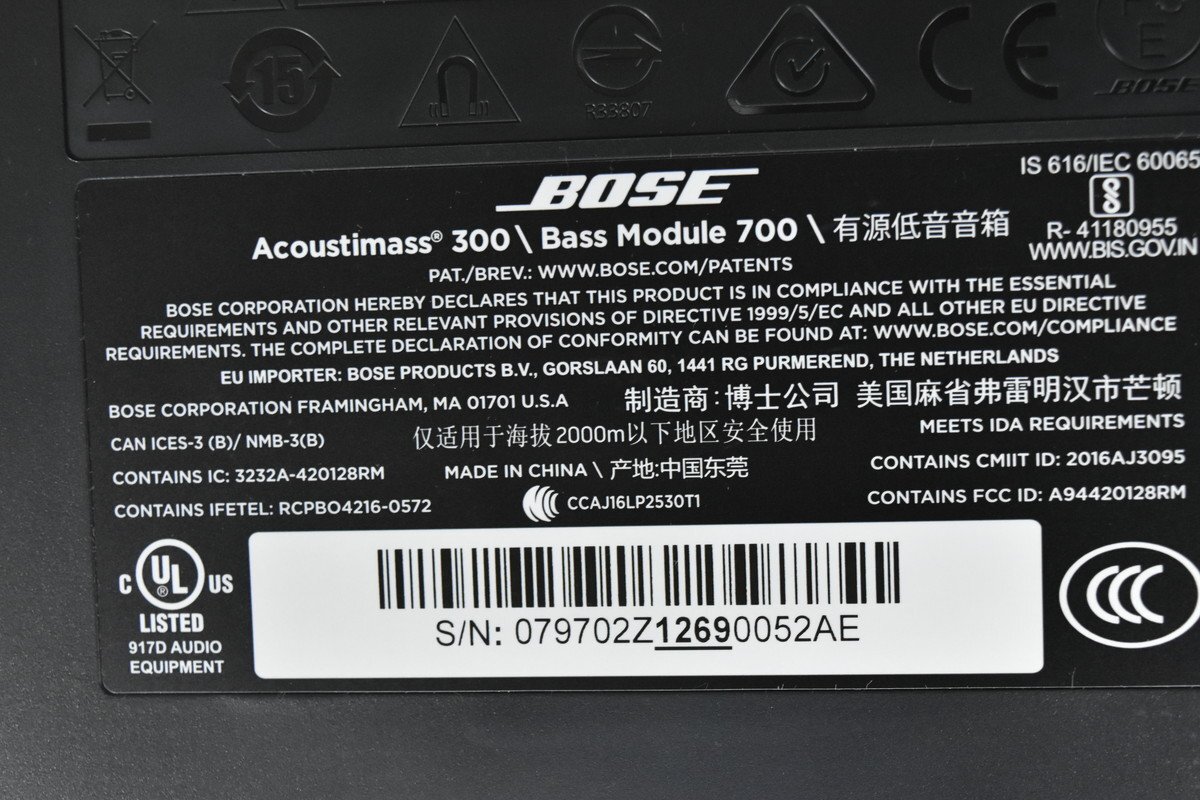 15
R33807
CE
BOSE
BOSE
IS 616/IEC 60065
R- 41180955
WWW.BIS.GOV.IN
Acoustimass® 300 \ Bass Module 700 \ 有源低音音箱
PAT./BREV.: WWW.BOSE.COM/PATENTS
BOSE CORPORATION HEREBY DECLARES THAT THIS PRODUCT IS IN COMPLIANCE WITH THE ESSENTIAL
REQUIREMENTS AND OTHER RELEVANT PROVISIONS OF DIRECTIVE 1999/5/EC AND ALL OTHER EU DIRECTIVE
REQUIREMENTS. THE COMPLETE DECLARATION OF CONFORMITY CAN BE FOUND AT: WWW.BOSE.COM/COMPLIANCE
EU IMPORTER: BOSE PRODUCTS B.V., GORSLAAN 60, 1441 RG PURMEREND, THE NETHERLANDS
BOSE CORPORATION FRAMINGHAM, MA 01701 U.S.A 制造商:博士公司 美国麻省弗雷明汉市芒顿
CAN ICES-3 (B)/ NMB-3(B) 仅适用于海拔2000m以下地区安全使用 MEETS IDA REQUIREMENTS
CONTAINS IC: 3232A-420128RM MADE IN CHINA \ 产地:中国东莞 CONTAINS CMIIT ID: 2016AJ3095
CONTAINS IFETEL: RCPBO4216-0572 CCAJ16LP2530T1 CONTAINS FCC ID: A94420128RM
C UL® US
LISTED
917D AUDIO
EQUIPMENT
S/N: 079702Z12690052AE
CCC